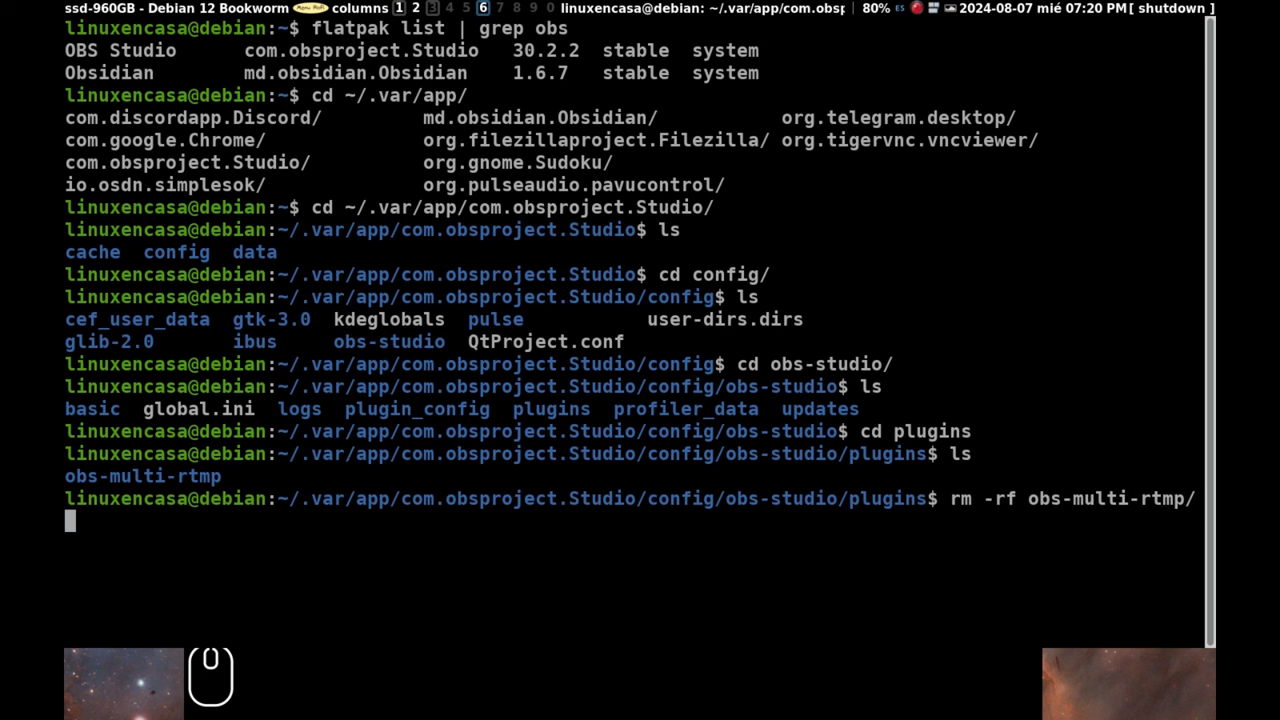 ssd-960GB - Debian 12 Bookworm Menu Root columns 1 2 3 4 5 6 7 8 9 0 linuxencasa@debian: ~/.var/app/com.obsp 80% ES 2024-08-07 mié 07:20 PM[ shutdown ]
linuxencasa@debian:~$ flatpak list | grep obs
OBS Studio      com.obsproject.Studio   30.2.2  stable  system
Obsidian        md.obsidian.Obsidian    1.6.7   stable  system
linuxencasa@debian:~$ cd ~/.var/app/
com.discordapp.Discord/         md.obsidian.Obsidian/           org.telegram.desktop/
com.google.Chrome/              org.filezillaproject.Filezilla/ org.tigervnc.vncviewer/
com.obsproject.Studio/          org.gnome.Sudoku/
io.osdn.simplesok/              org.pulseaudio.pavucontrol/
linuxencasa@debian:~$ cd ~/.var/app/com.obsproject.Studio/
linuxencasa@debian:~/.var/app/com.obsproject.Studio$ ls
cache  config  data
linuxencasa@debian:~/.var/app/com.obsproject.Studio$ cd config/
linuxencasa@debian:~/.var/app/com.obsproject.Studio/config$ ls
cef_user_data  gtk-3.0  kdeglobals  pulse           user-dirs.dirs
glib-2.0       ibus     obs-studio  QtProject.conf
linuxencasa@debian:~/.var/app/com.obsproject.Studio/config$ cd obs-studio/
linuxencasa@debian:~/.var/app/com.obsproject.Studio/config/obs-studio$ ls
basic  global.ini  logs  plugin_config  plugins  profiler_data  updates
linuxencasa@debian:~/.var/app/com.obsproject.Studio/config/obs-studio$ cd plugins
linuxencasa@debian:~/.var/app/com.obsproject.Studio/config/obs-studio/plugins$ ls
obs-multi-rtmp
linuxencasa@debian:~/.var/app/com.obsproject.Studio/config/obs-studio/plugins$ rm -rf obs-multi-rtmp/